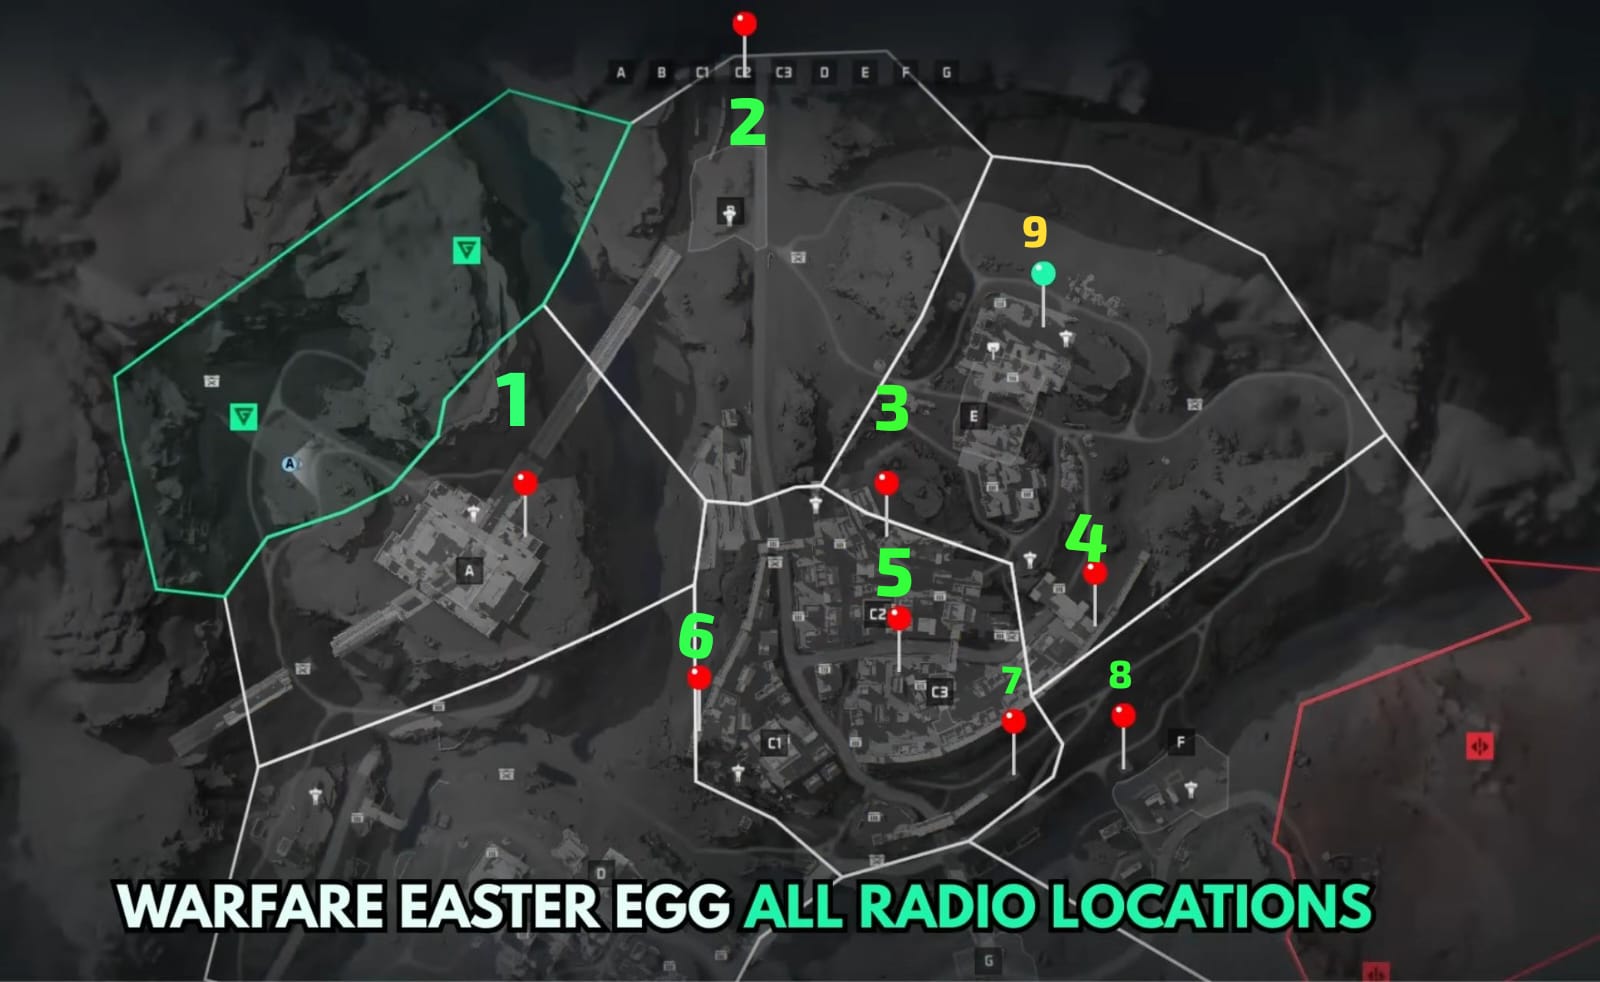 A B C1 C2 C3 D E F G
2
B
9
1
3
E
A
4
5
A
C2
6
7
8
C3
C1
F
D
WARFARE EASTER EGG ALL RADIO LOCATIONS
G